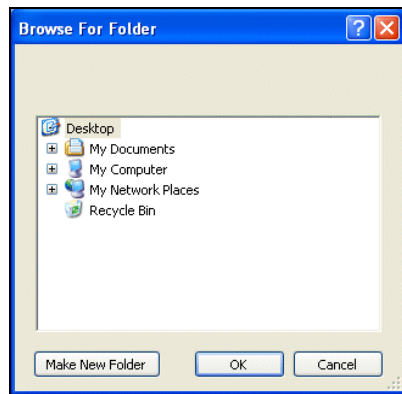 Browse For Folder
Desktop
My Documents
My Computer
My Network Places
Recycle Bin
Make New Folder OK Cancel